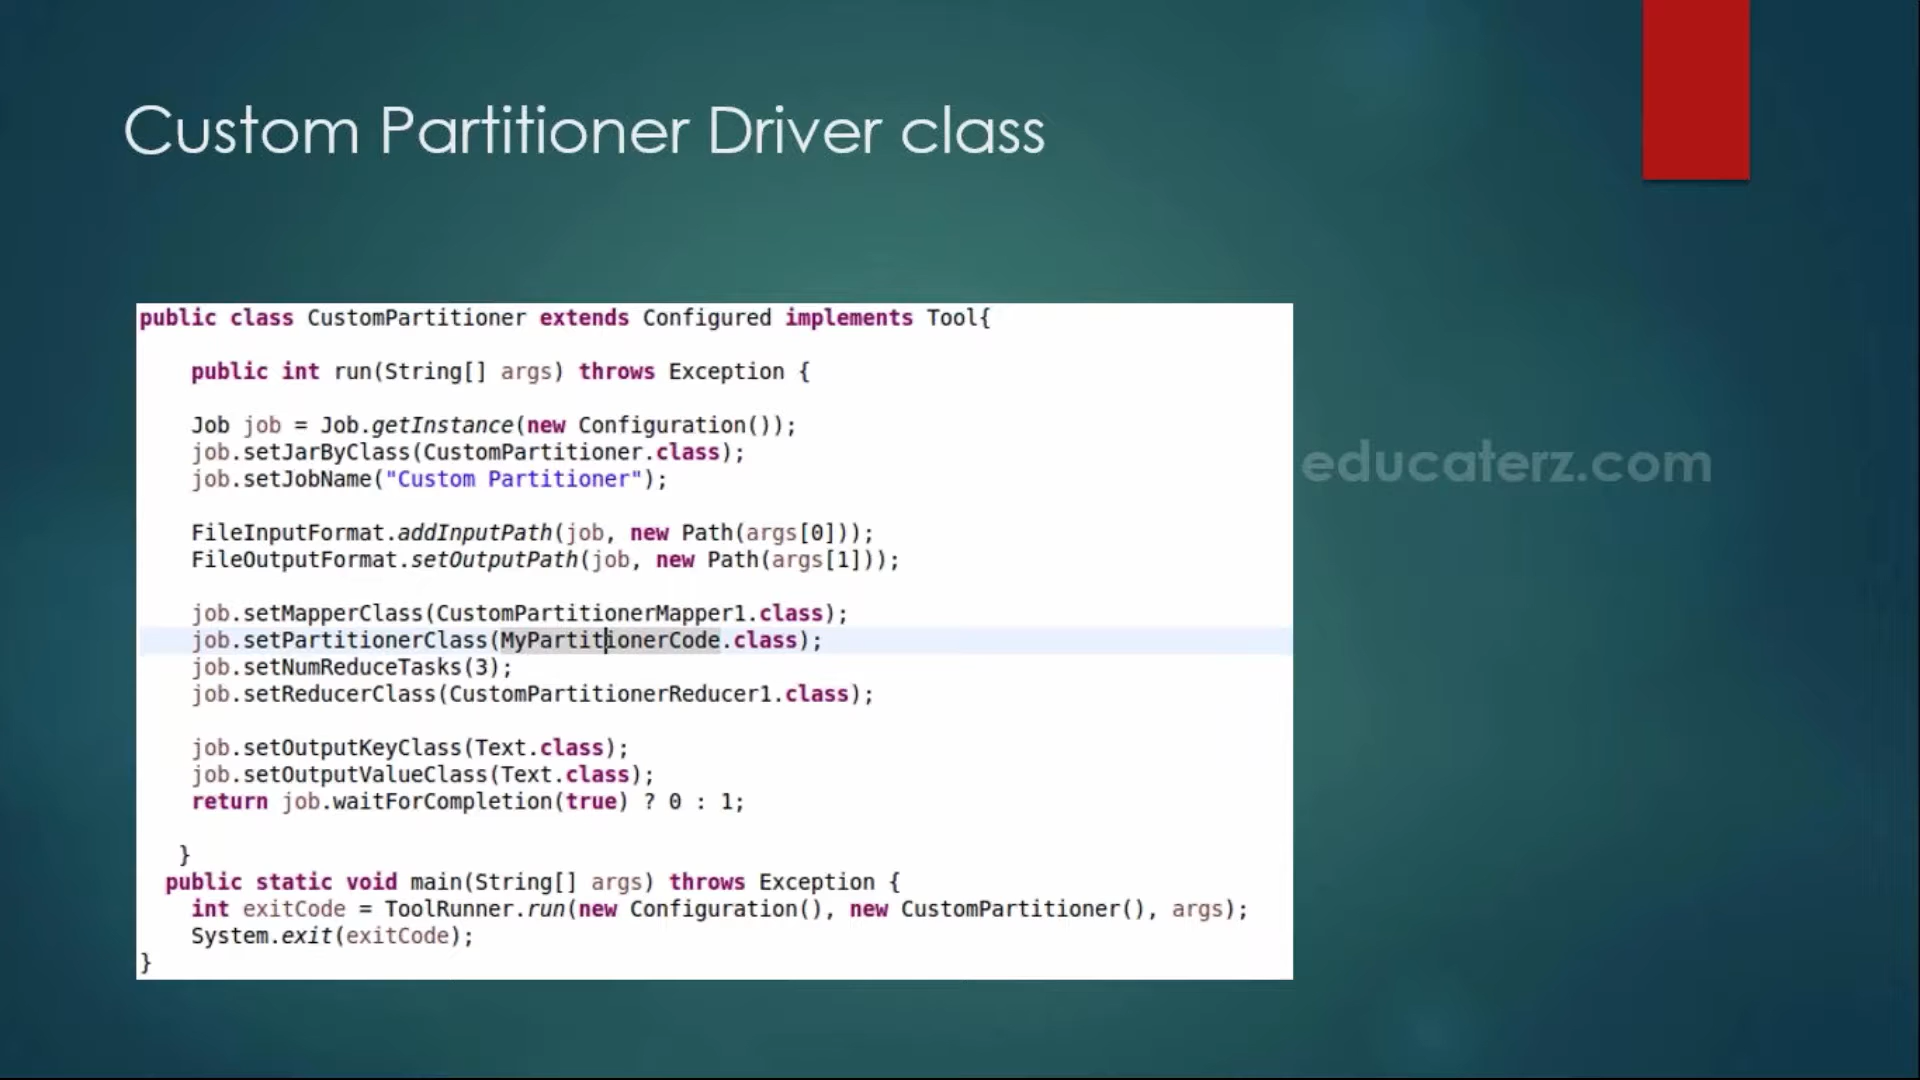 Custom Partitioner Driver class
public class CustomPartitioner extends Configured implements Tool{
public int run(String[] args) throws Exception {
Job job = Job.getInstance(new Configuration());
job.setJarByClass(CustomPartitioner.class);
job.setJobName("Custom Partitioner");
FileInputFormat.addInputPath(job, new Path(args[0]));
FileOutputFormat.setOutputPath(job, new Path(args[1]));
job.setMapperClass(CustomPartitionerMapper1.class);
job.setPartitionerClass(MyPartitionerCode.class);
job.setNumReduceTasks(3);
job.setReducerClass(CustomPartitionerReducer1.class);
job.setOutputKeyClass(Text.class);
job.setOutputValueClass(Text.class);
return job.waitForCompletion(true) ? 0 : 1;
}
public static void main(String[] args) throws Exception {
int exitCode = ToolRunner.run(new Configuration(), new CustomPartitioner(), args);
System.exit(exitCode);
}
educaterz.com